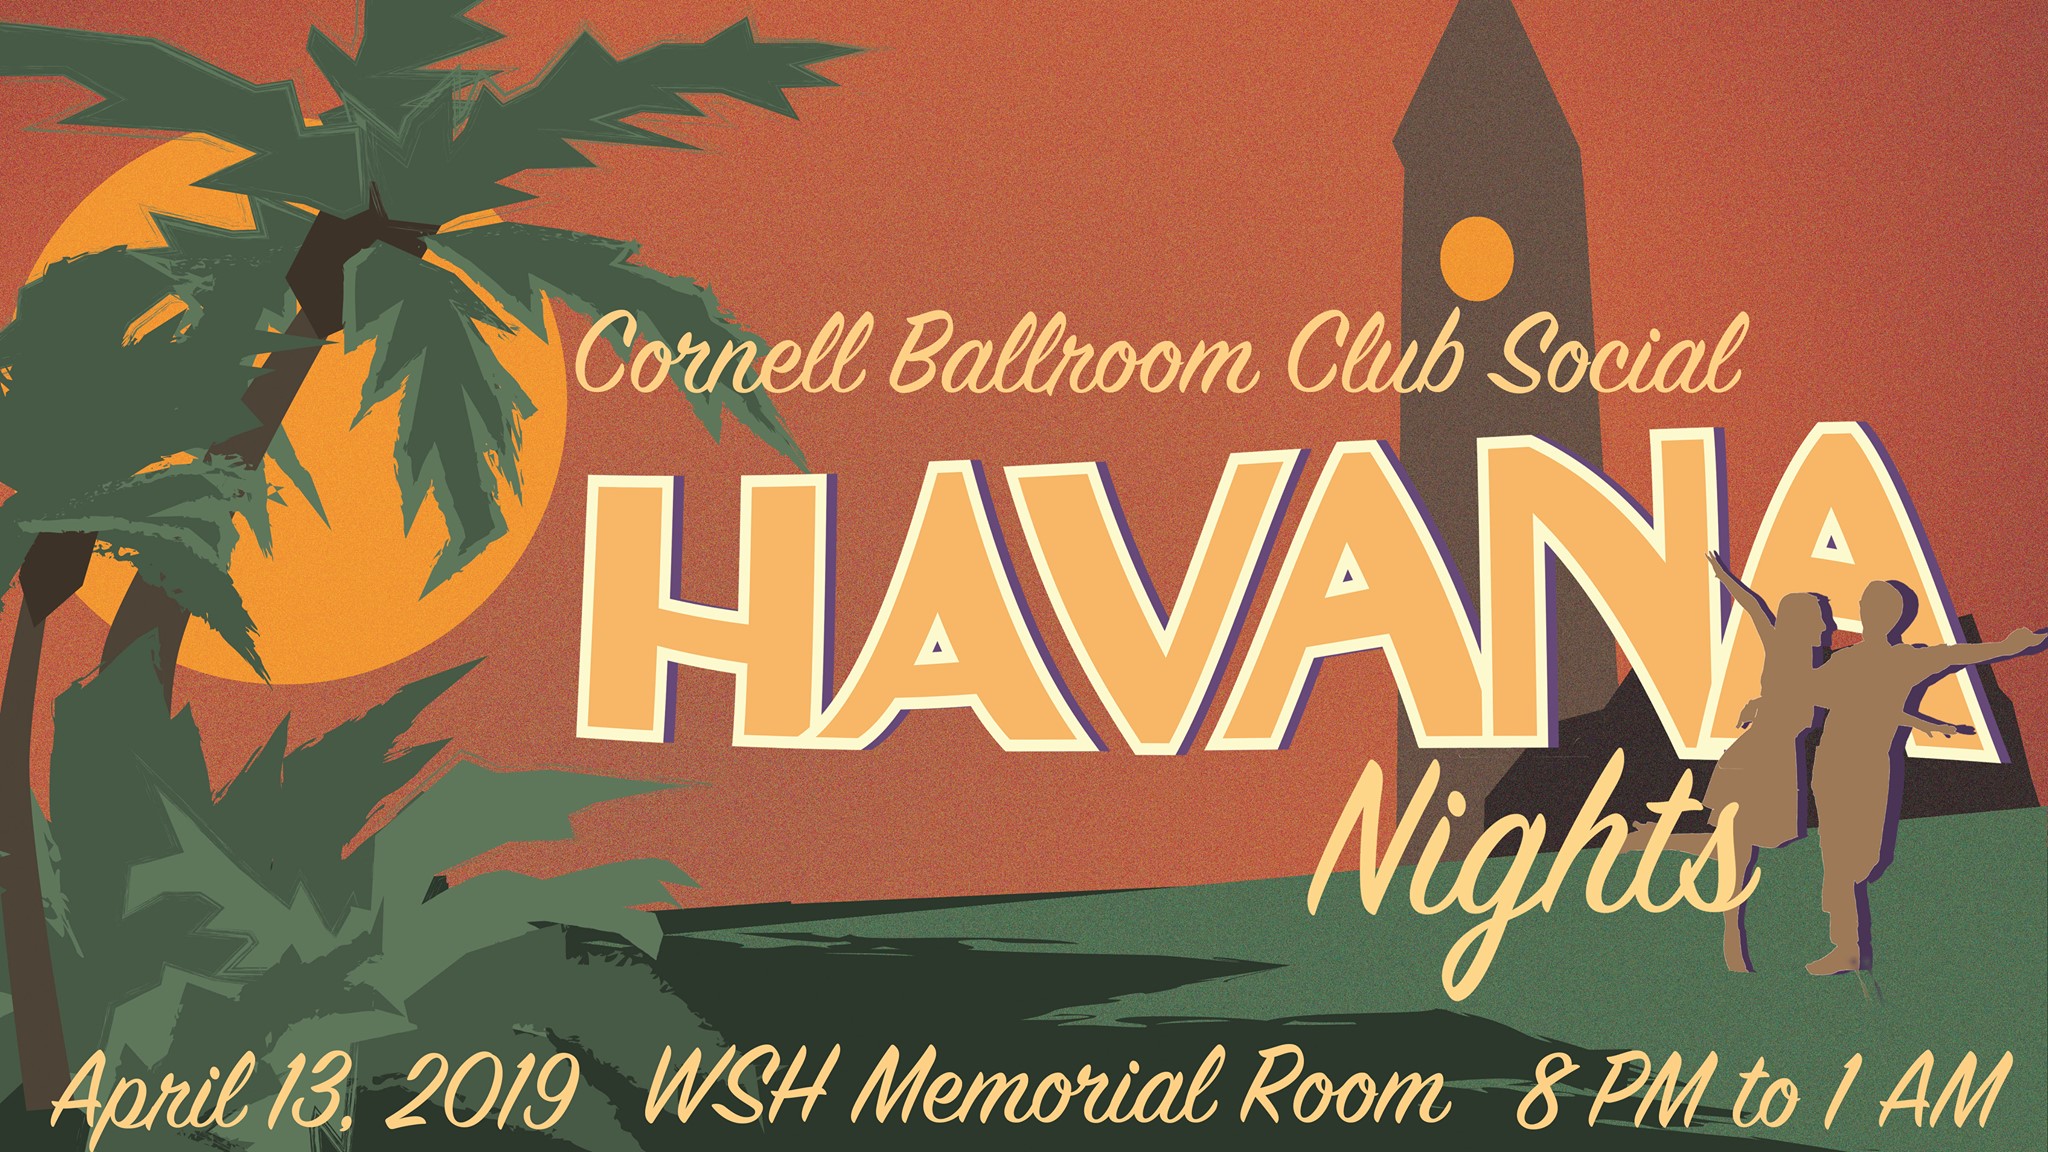 Cornell Ballroom Club Social
HAVANA
Nights
April 13, 2019 WSH Memorial Room 8 PM to 1 AM